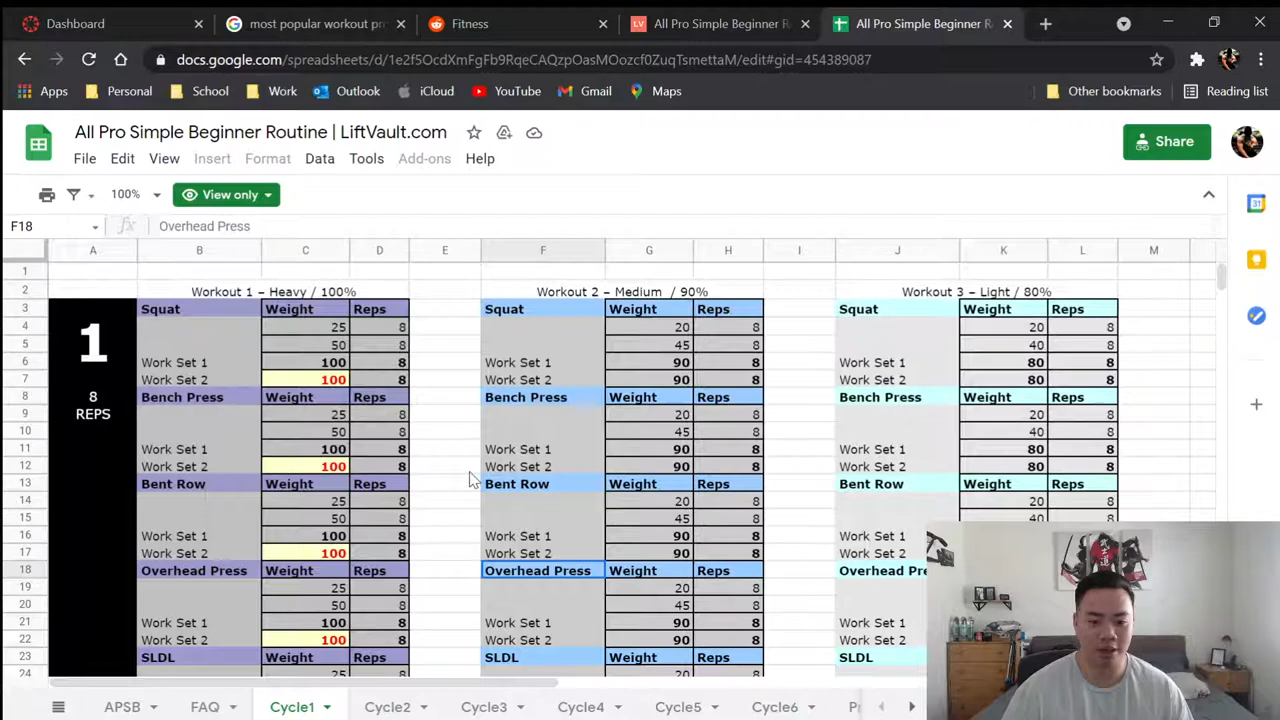 Dashboard
most popular workout pr
Fitness
All Pro Simple Beginner R
All Pro Simple Beginner R
docs.google.com/spreadsheets/d/1e2f5OcdXmFgFb9RqeCAQzpOasMOozcf0ZuqTsmettaM/edit#gid=454389087
Apps Personal School Work Outlook iCloud YouTube Gmail Maps Other bookmarks Reading list
All Pro Simple Beginner Routine | LiftVault.com
File Edit View Insert Format Data Tools Add-ons Help
Share
100% View only
F18 fx Overhead Press
A B C D E F G H I J K L M
1
2 Workout 1 – Heavy / 100% Workout 2 – Medium / 90% Workout 3 – Light / 80%
3 Squat Weight Reps Squat Weight Reps Squat Weight Reps
4 25 8 20 8 20 8
5 50 8 45 8 40 8
6 Work Set 1 100 8 Work Set 1 90 8 Work Set 1 80 8
7 Work Set 2 100 8 Work Set 2 90 8 Work Set 2 80 8
8 Bench Press Weight Reps Bench Press Weight Reps Bench Press Weight Reps
9 25 8 20 8 20 8
10 50 8 45 8 40 8
11 Work Set 1 100 8 Work Set 1 90 8 Work Set 1 80 8
12 Work Set 2 100 8 Work Set 2 90 8 Work Set 2 80 8
13 Bent Row Weight Reps Bent Row Weight Reps Bent Row Weight Reps
14 25 8 20 8 20 8
15 50 8 45 8 40 8
16 Work Set 1 100 8 Work Set 1 90 8 Work Set 1
17 Work Set 2 100 8 Work Set 2 90 8 Work Set 2
18 Overhead Press Weight Reps Overhead Press Weight Reps Overhead Pre
19 25 8 20 8
20 50 8 45 8
21 Work Set 1 100 8 Work Set 1 90 8 Work Set 1
22 Work Set 2 100 8 Work Set 2 90 8 Work Set 2
23 SLDL Weight Reps SLDL Weight Reps SLDL
24 25 8 20 8
1
8
REPS
APSB FAQ Cycle1 Cycle2 Cycle3 Cycle4 Cycle5 Cycle6